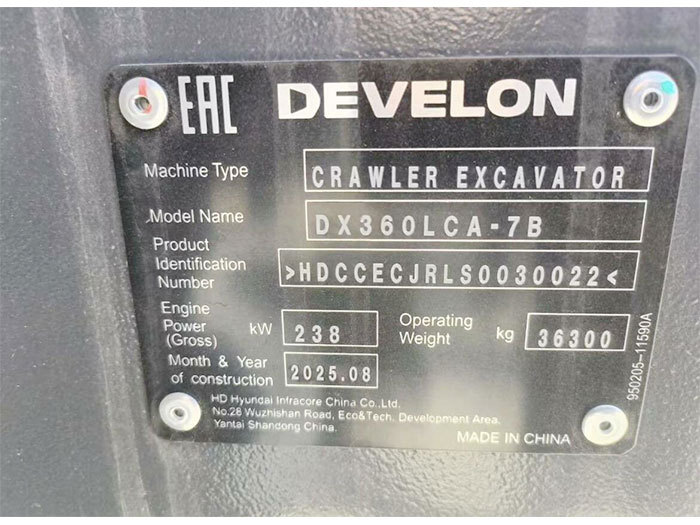 EAC DEVELON
Machine Type CRAWLER EXCAVATOR
Model Name DX360LCA-7B
Product
Identification
Number >HDCCECJRLS0030022<
Engine
Power
(Gross) kW 238
Operating
Weight kg 36300
Month & Year
of construction 2025.08
HD Hyundai Infracore China Co.,Ltd.
No.28 Wuzhishan Road, Eco&Tech. Development Area,
Yantai Shandong China.
MADE IN CHINA
950205-11590A